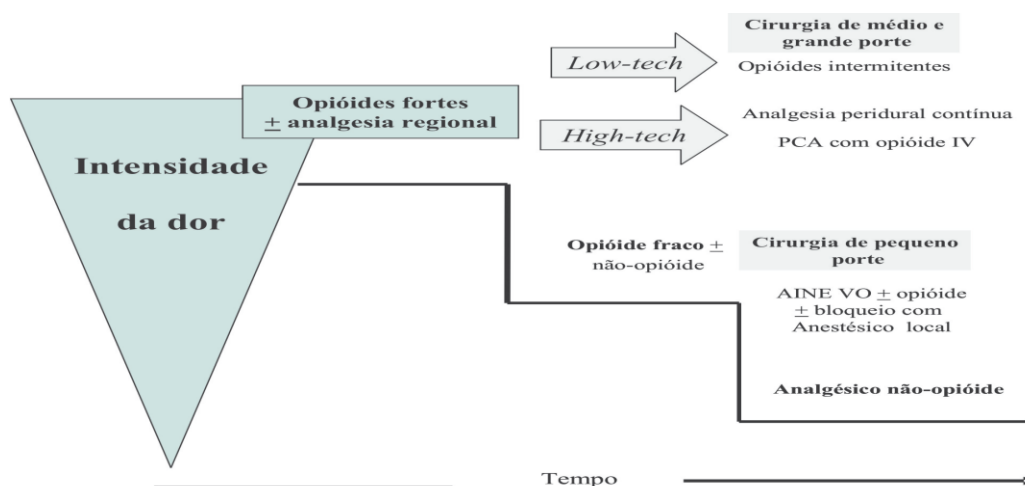 Cirurgia de médio e
grande porte
Low-tech
Opióides intermitentes
Opióides fortes
± analgesia regional
High-tech
Analgesia peridural contínua
PCA com opióide IV
Intensidade
da dor
Opióide fraco ±
não-opióide
Cirurgia de pequeno
porte
AINE VO ± opióide
± bloqueio com
Anestésico local
Analgésico não-opióide
Tempo